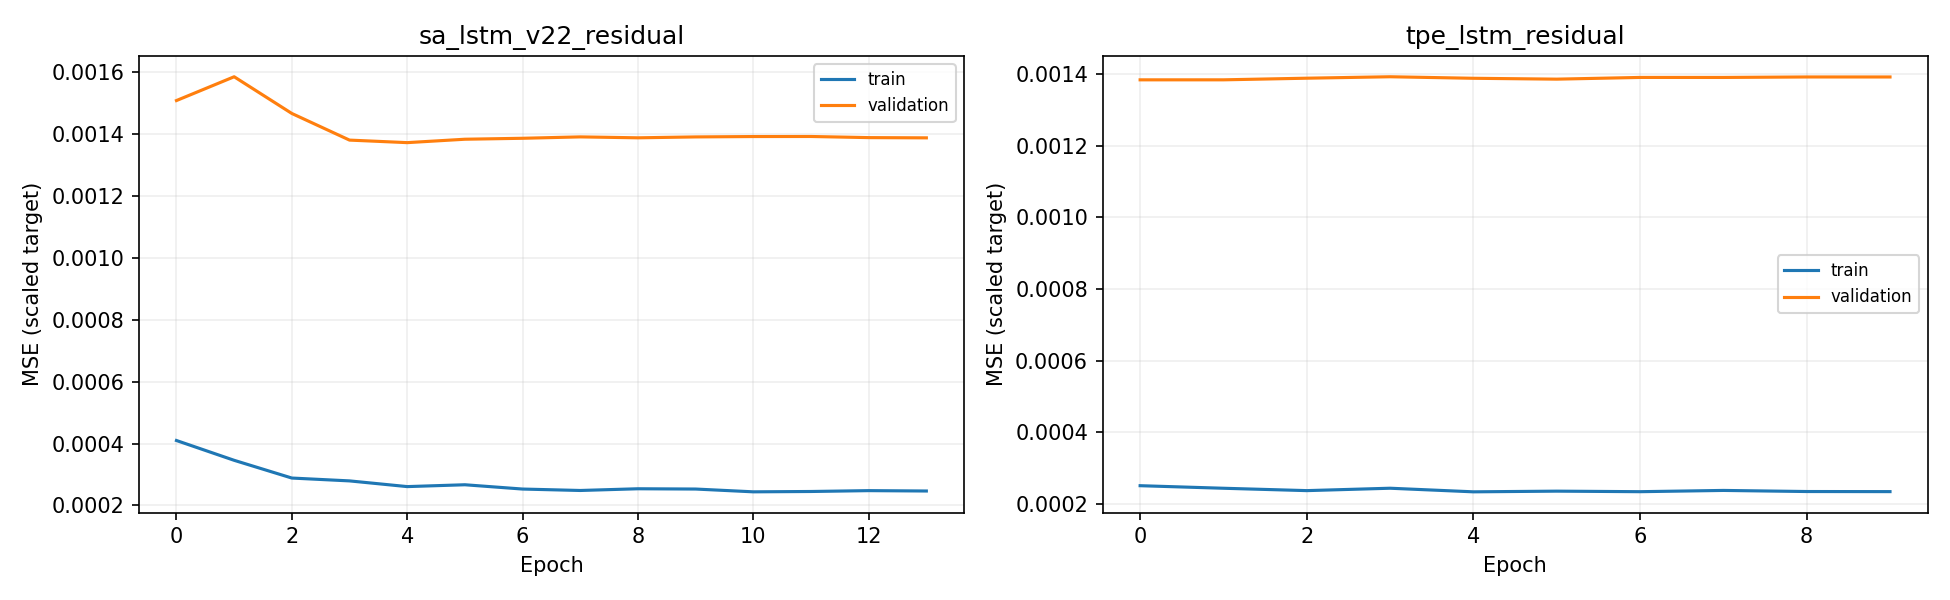 sa_lstm_v22_residual
0.0016
0.0014
0.0012
0.0010
0.0008
0.0006
0.0004
0.0002
MSE (scaled target)
0 2 4 6 8 10 12
Epoch
train
validation
tpe_lstm_residual
0.0014
0.0012
0.0010
0.0008
0.0006
0.0004
0.0002
MSE (scaled target)
0 2 4 6 8
Epoch
train
validation